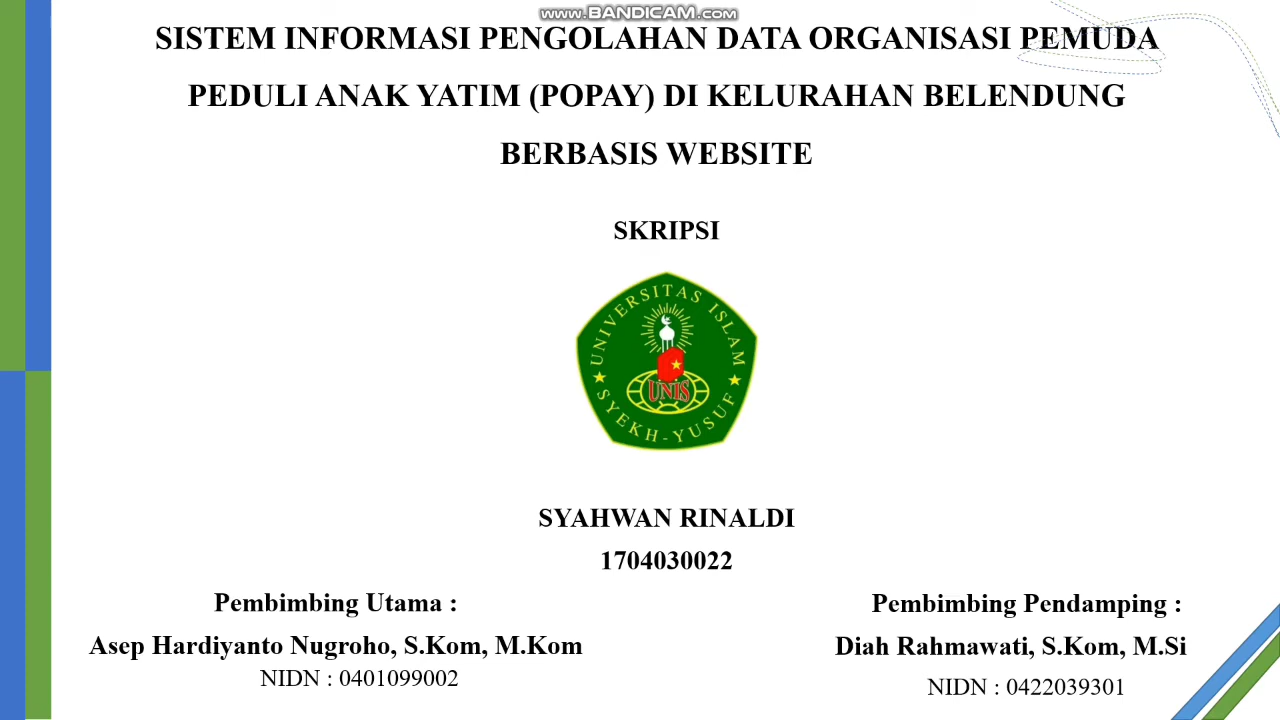 www.BANDICAM.com
SISTEM INFORMASI PENGOLAHAN DATA ORGANISASI PEMUDA
PEDULI ANAK YATIM (POPAY) DI KELURAHAN BELENDUNG
BERBASIS WEBSITE
SKRIPSI
UNIVERSITAS ISLAM
UNIS
SYEKH-YUSUF
SYAHWAN RINALDI
1704030022
Pembimbing Utama :
Asep Hardiyanto Nugroho, S.Kom, M.Kom
NIDN : 0401099002
Pembimbing Pendamping :
Diah Rahmawati, S.Kom, M.Si
NIDN : 0422039301